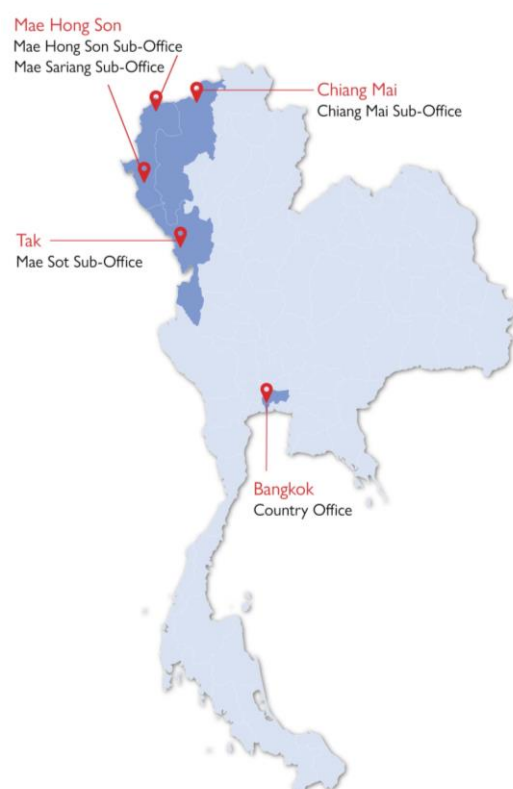 Mae Hong Son
Mae Hong Son Sub-Office
Mae Sariang Sub-Office
Chiang Mai
Chiang Mai Sub-Office
Tak
Mae Sot Sub-Office
Bangkok
Country Office